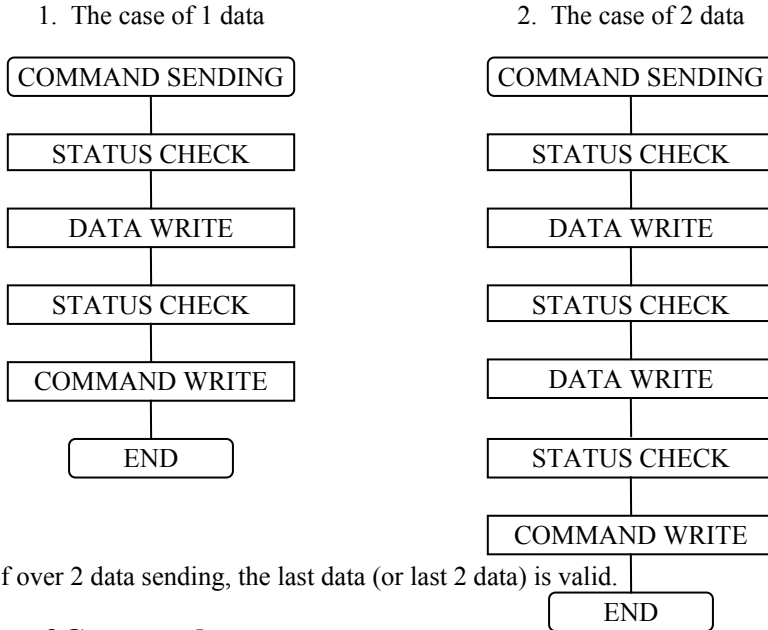 1. The case of 1 data
COMMAND SENDING
STATUS CHECK
DATA WRITE
STATUS CHECK
COMMAND WRITE
END
2. The case of 2 data
COMMAND SENDING
STATUS CHECK
DATA WRITE
STATUS CHECK
DATA WRITE
STATUS CHECK
COMMAND WRITE
END
f over 2 data sending, the last data (or last 2 data) is valid.